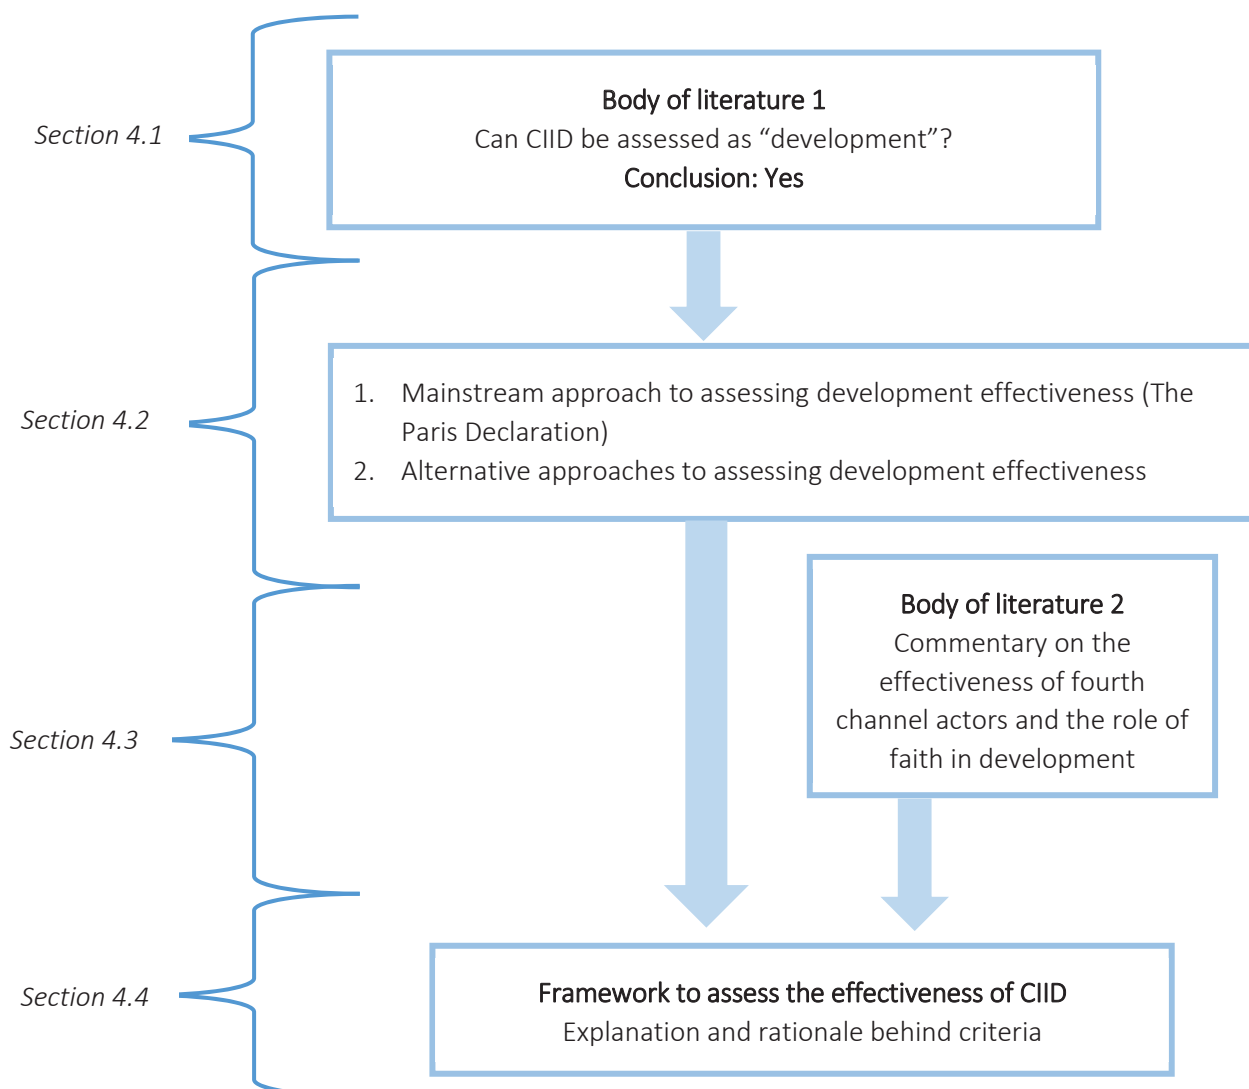 Section 4.1
Body of literature 1
Can CIID be assessed as “development”?
Conclusion: Yes
Section 4.2
1. Mainstream approach to assessing development effectiveness (The
Paris Declaration)
2. Alternative approaches to assessing development effectiveness
Section 4.3
Body of literature 2
Commentary on the
effectiveness of fourth
channel actors and the role of
faith in development
Section 4.4
Framework to assess the effectiveness of CIID
Explanation and rationale behind criteria